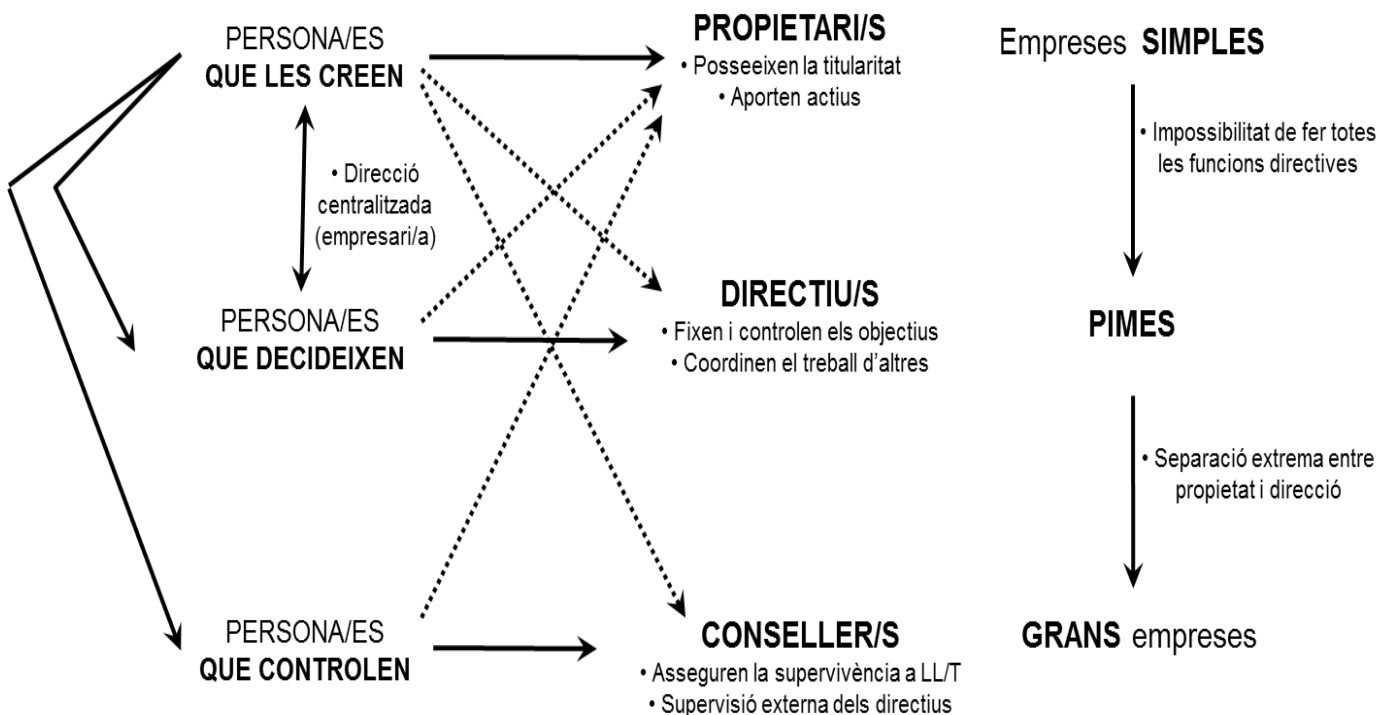 PERSONA/ES
QUE LES CREEN
PROPIETARI/S
• Posseeixen la titularitat
• Aporten actius
Empreses SIMPLES
• Direcció
centralitzada
(empresari/a)
• Impossibilitat de fer totes
les funcions directives
PERSONA/ES
QUE DECIDEIXEN
DIRECTIU/S
• Fixen i controlen els objectius
• Coordinen el treball d’altres
PIMES
• Separació extrema entre
propietat i direcció
PERSONA/ES
QUE CONTROLEN
CONSELLER/S
• Asseguren la supervivència a LL/T
• Supervisió externa dels directius
GRANS empreses